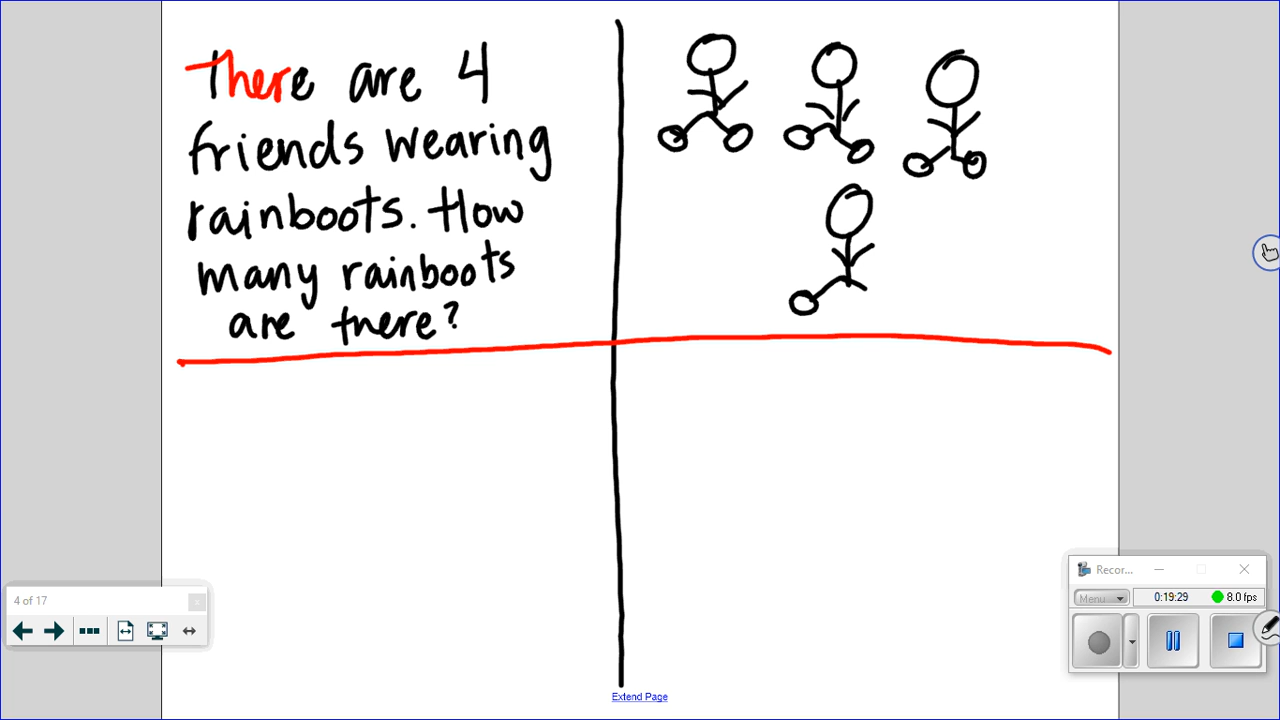 There are 4
friends wearing
rainboots. How
many rainboots
are there?
4 of 17
Recor...
Menu
0:19:29
8.0 fps
Extend Page